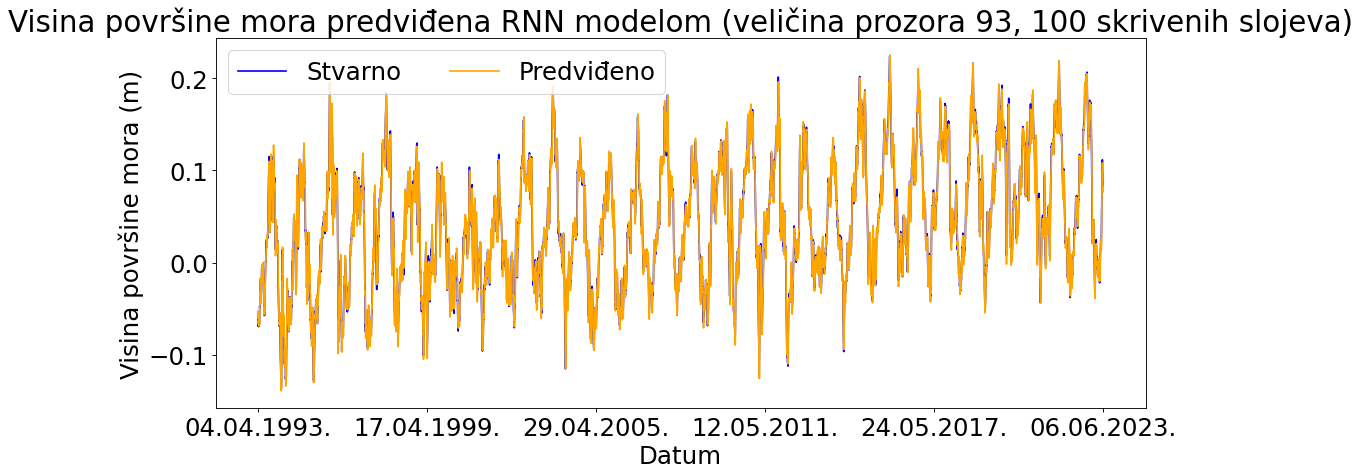 Visina površine mora predviđena RNN modelom (veličina prozora 93, 100 skrivenih slojeva)
Stvarno Predviđeno
Visina površine mora (m)
0.2
0.1
0.0
−0.1
04.04.1993. 17.04.1999. 29.04.2005. 12.05.2011. 24.05.2017. 06.06.2023.
Datum